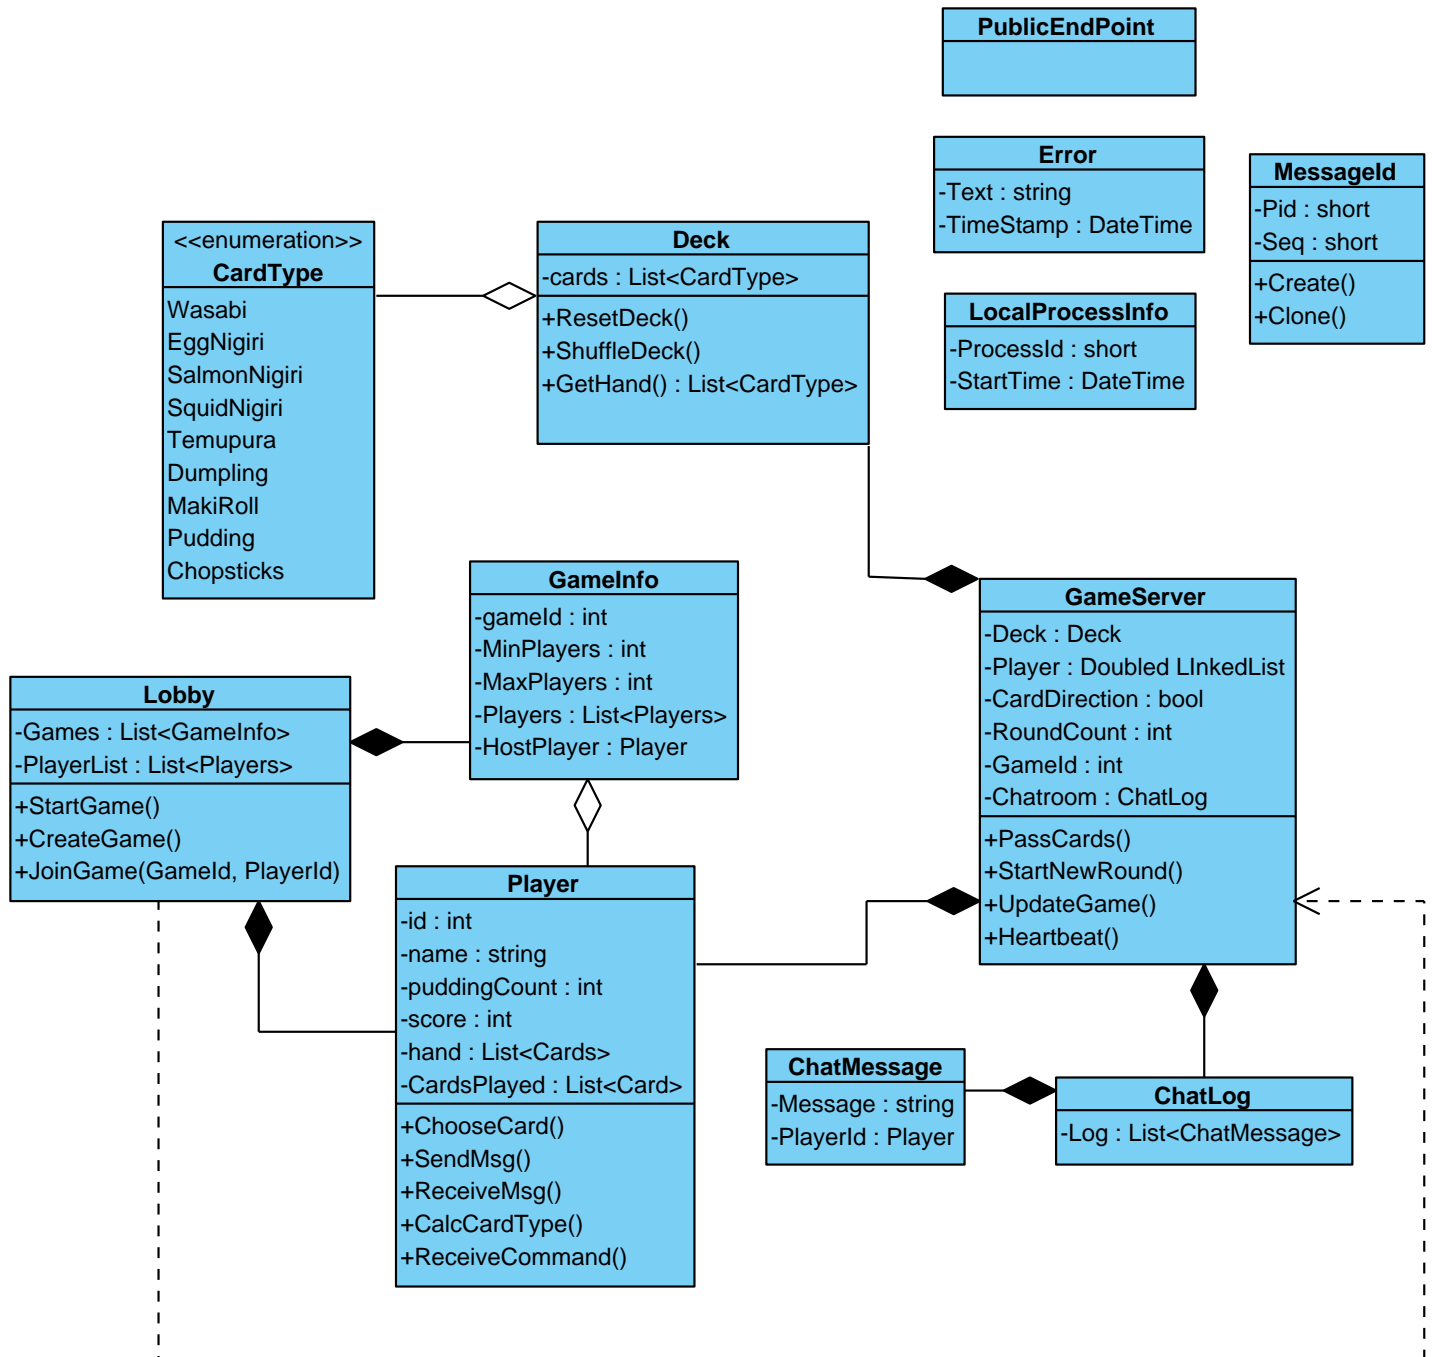 PublicEndPoint
Error
-Text : string
-TimeStamp : DateTime
MessageId
-Pid : short
-Seq : short
+Create()
+Clone()
LocalProcessInfo
-ProcessId : short
-StartTime : DateTime
<<enumeration>>
CardType
Wasabi
EggNigiri
SalmonNigiri
SquidNigiri
Temupura
Dumpling
MakiRoll
Pudding
Chopsticks
Deck
-cards : List<CardType>
+ResetDeck()
+ShuffleDeck()
+GetHand() : List<CardType>
GameInfo
-gameId : int
-MinPlayers : int
-MaxPlayers : int
-Players : List<Players>
-HostPlayer : Player
GameServer
-Deck : Deck
-Player : Doubled LInkedList
-CardDirection : bool
-RoundCount : int
-GameId : int
-Chatroom : ChatLog
+PassCards()
+StartNewRound()
+UpdateGame()
+Heartbeat()
Lobby
-Games : List<GameInfo>
-PlayerList : List<Players>
+StartGame()
+CreateGame()
+JoinGame(GameId, PlayerId)
Player
-id : int
-name : string
-puddingCount : int
-score : int
-hand : List<Cards>
-CardsPlayed : List<Card>
+ChooseCard()
+SendMsg()
+ReceiveMsg()
+CalcCardType()
+ReceiveCommand()
ChatMessage
-Message : string
-PlayerId : Player
ChatLog
-Log : List<ChatMessage>